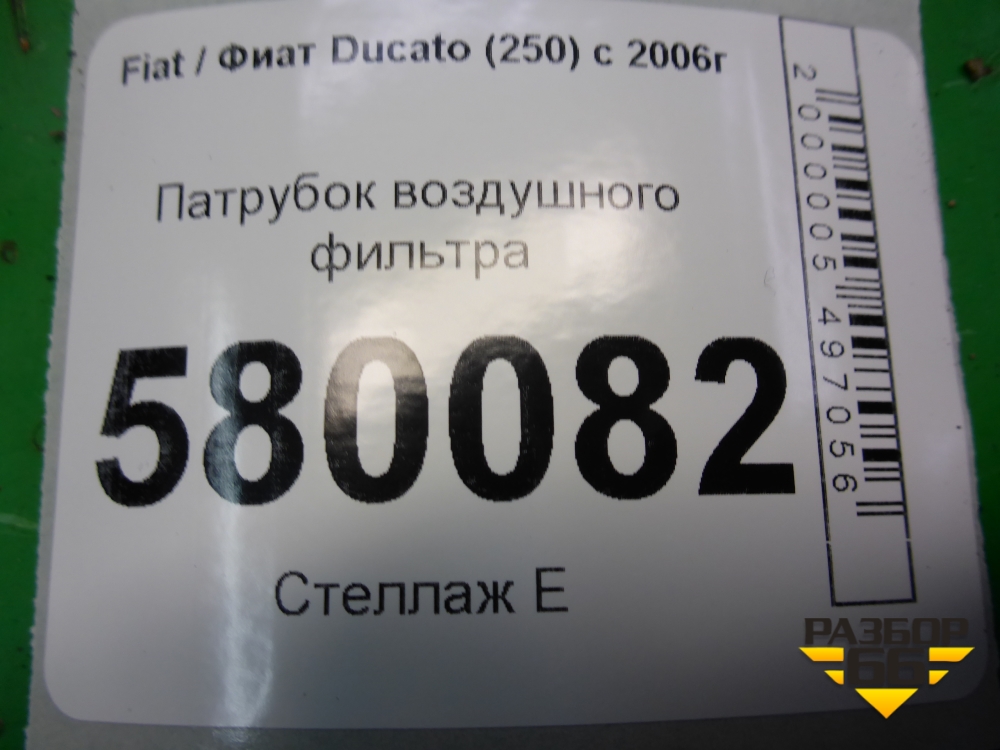 Fiat / Фиат Ducato (250) с 2006г
Патрубок воздушного
фильтра
580082
Стеллаж Е
2000005497056
РАЗБОР
66